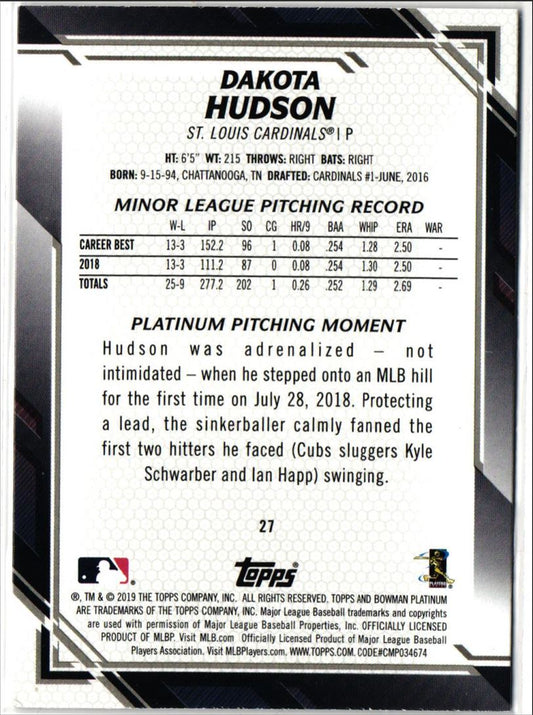 DAKOTA
HUDSON
ST. LOUIS CARDINALS® | P
HT: 6'5" WT: 215 THROWS: RIGHT BATS: RIGHT
BORN: 9-15-94, CHATTANOOGA, TN DRAFTED: CARDINALS #1-JUNE, 2016
MINOR LEAGUE PITCHING RECORD
W-L IP SO CG HR/9 BAA WHIP ERA WAR
CAREER BEST 13-3 152.2 96 1 0.08 .254 1.28 2.50 -
2018 13-3 111.2 87 0 0.08 .254 1.30 2.50 -
TOTALS 25-9 277.2 202 1 0.26 .252 1.29 2.69 -
PLATINUM PITCHING MOMENT
Hudson was adrenalized – not
intimidated – when he stepped onto an MLB hill
for the first time on July 28, 2018. Protecting
a lead, the sinkerballer calmly fanned the
first two hitters he faced (Cubs sluggers Kyle
Schwarber and Ian Happ) swinging.
27
TOPPS
PLAYERS
®, TM & © 2019 THE TOPPS COMPANY, INC. ALL RIGHTS RESERVED, TOPPS AND BOWMAN PLATINUM
ARE TRADEMARKS OF THE TOPPS COMPANY, INC. Major League Baseball trademarks and copyrights
are used with permission of Major League Baseball Properties, Inc. OFFICIALLY LICENSED
PRODUCT OF MLBP. Visit MLB.com Officially Licensed Product of Major League Baseball
Players Association. Visit MLBPlayers.com. WWW.TOPPS.COM. CODE#CMP034674